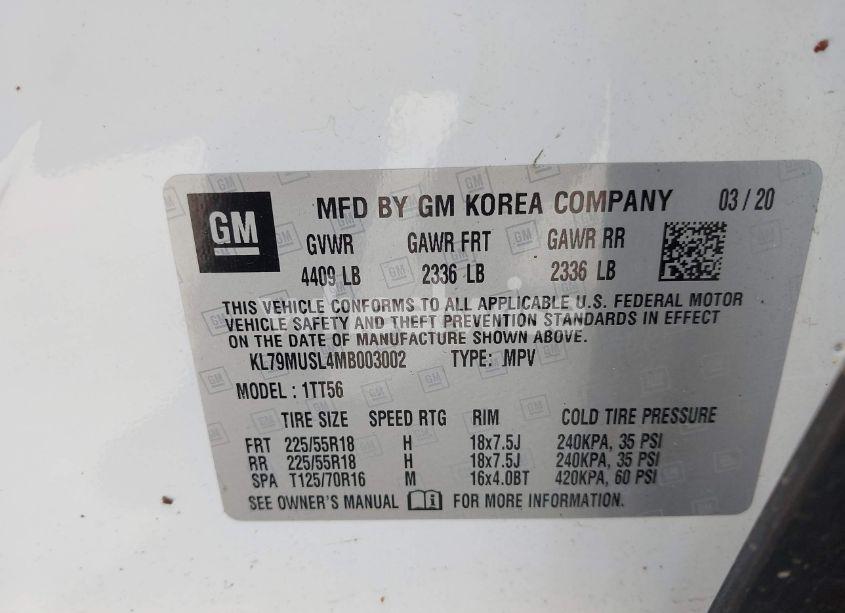 GM MFD BY GM KOREA COMPANY 03 / 20
GVWR GAWR FRT GAWR RR
4409 LB 2336 LB 2336 LB
THIS VEHICLE CONFORMS TO ALL APPLICABLE U.S. FEDERAL MOTOR
VEHICLE SAFETY AND THEFT PREVENTION STANDARDS IN EFFECT
ON THE DATE OF MANUFACTURE SHOWN ABOVE.
KL79MUSL4MB003002 TYPE: MPV
MODEL : 1TT56
TIRE SIZE SPEED RTG RIM COLD TIRE PRESSURE
FRT 225/55R18 H 18x7.5J 240KPA, 35 PSI
RR 225/55R18 H 18x7.5J 240KPA, 35 PSI
SPA T125/70R16 M 16x4.0BT 420KPA, 60 PSI
SEE OWNER'S MANUAL FOR MORE INFORMATION.